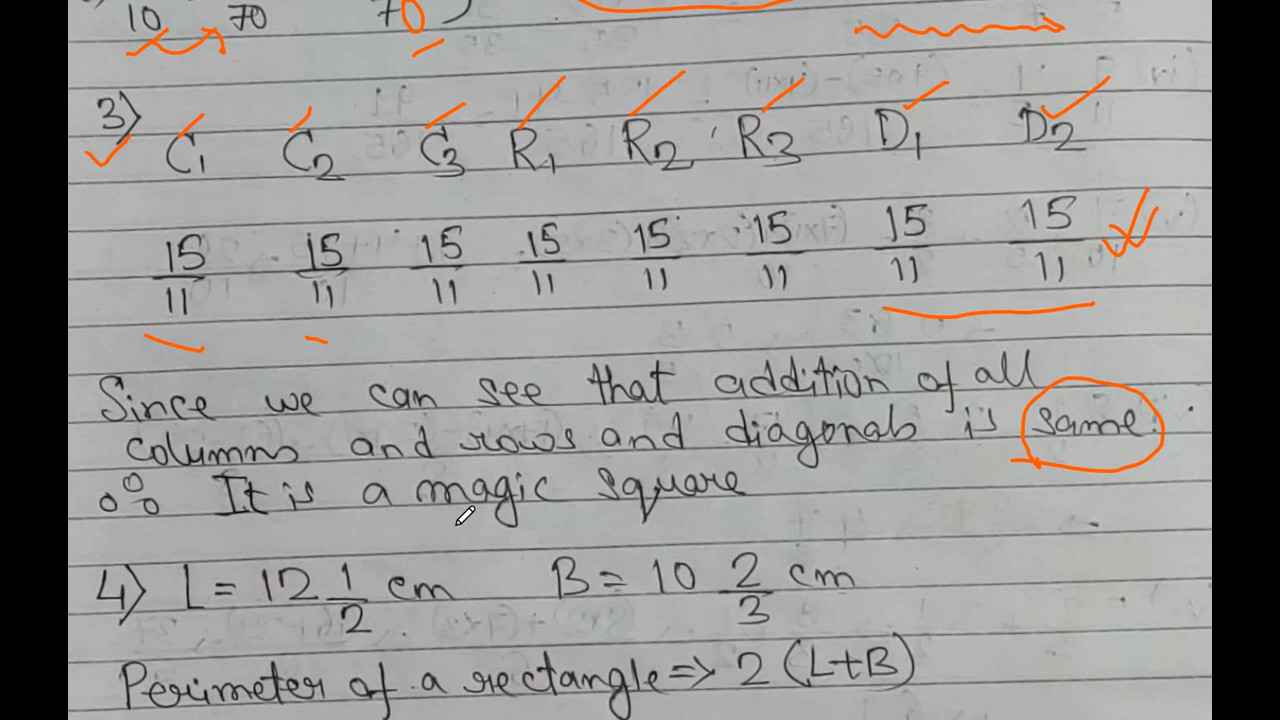 10 70 70
3) C1 C2 C3 R1 R2 R3 D1 D2
15/11 15/11 15/11 15/11 15/11 15/11 15/11 15/11
Since we can see that addition of all
columns and rows and diagonals is same.
∴ It is a magic square
4) L = 12 1/2 cm B = 10 2/3 cm
Perimeter of a rectangle => 2 (L+B)